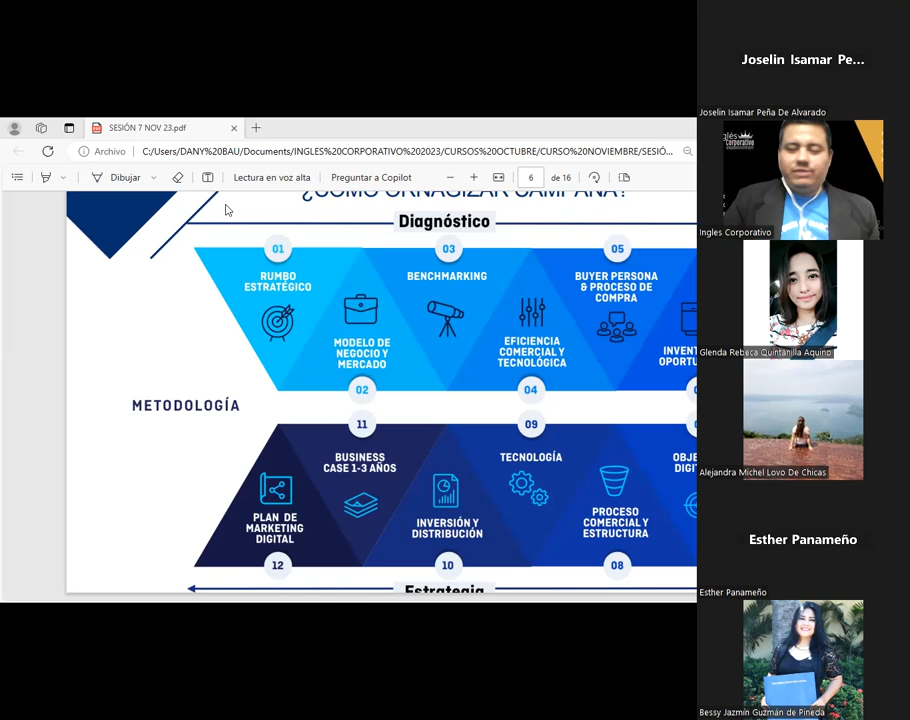 SESIÓN 7 NOV 23.pdf
Archivo
C:/Users/DANY%20BAU/Documents/INGLES%20CORPORATIVO%202023/CURSOS%20OCTUBRE/CURSO%20NOVIEMBRE/SESIÓ...
Dibujar
Lectura en voz alta
Preguntar a Copilot
6
de 16
¿COMO ORNAGIZAR CAMPAÑA?
Diagnóstico
01
03
05
RUMBO
ESTRATÉGICO
BENCHMARKING
BUYER PERSONA
& PROCESO DE
COMPRA
MODELO DE
NEGOCIO Y
MERCADO
EFICIENCIA
COMERCIAL Y
TECNOLÓGICA
02
04
METODOLOGÍA
11
09
BUSINESS
CASE 1-3 AÑOS
TECNOLOGÍA
PLAN DE
MARKETING
DIGITAL
INVERSIÓN Y
DISTRIBUCIÓN
PROCESO
COMERCIAL Y
ESTRUCTURA
12
10
08
Estrategia
Joselin Isamar Pe...
Joselin Isamar Peña De Alvarado
Ingles Corporativo
Glenda Rebeca Quintanilla Aquino
Alejandra Michel Lovo De Chicas
Esther Panameño
Esther Panameño
Bessy Jazmín Guzmán de Pineda